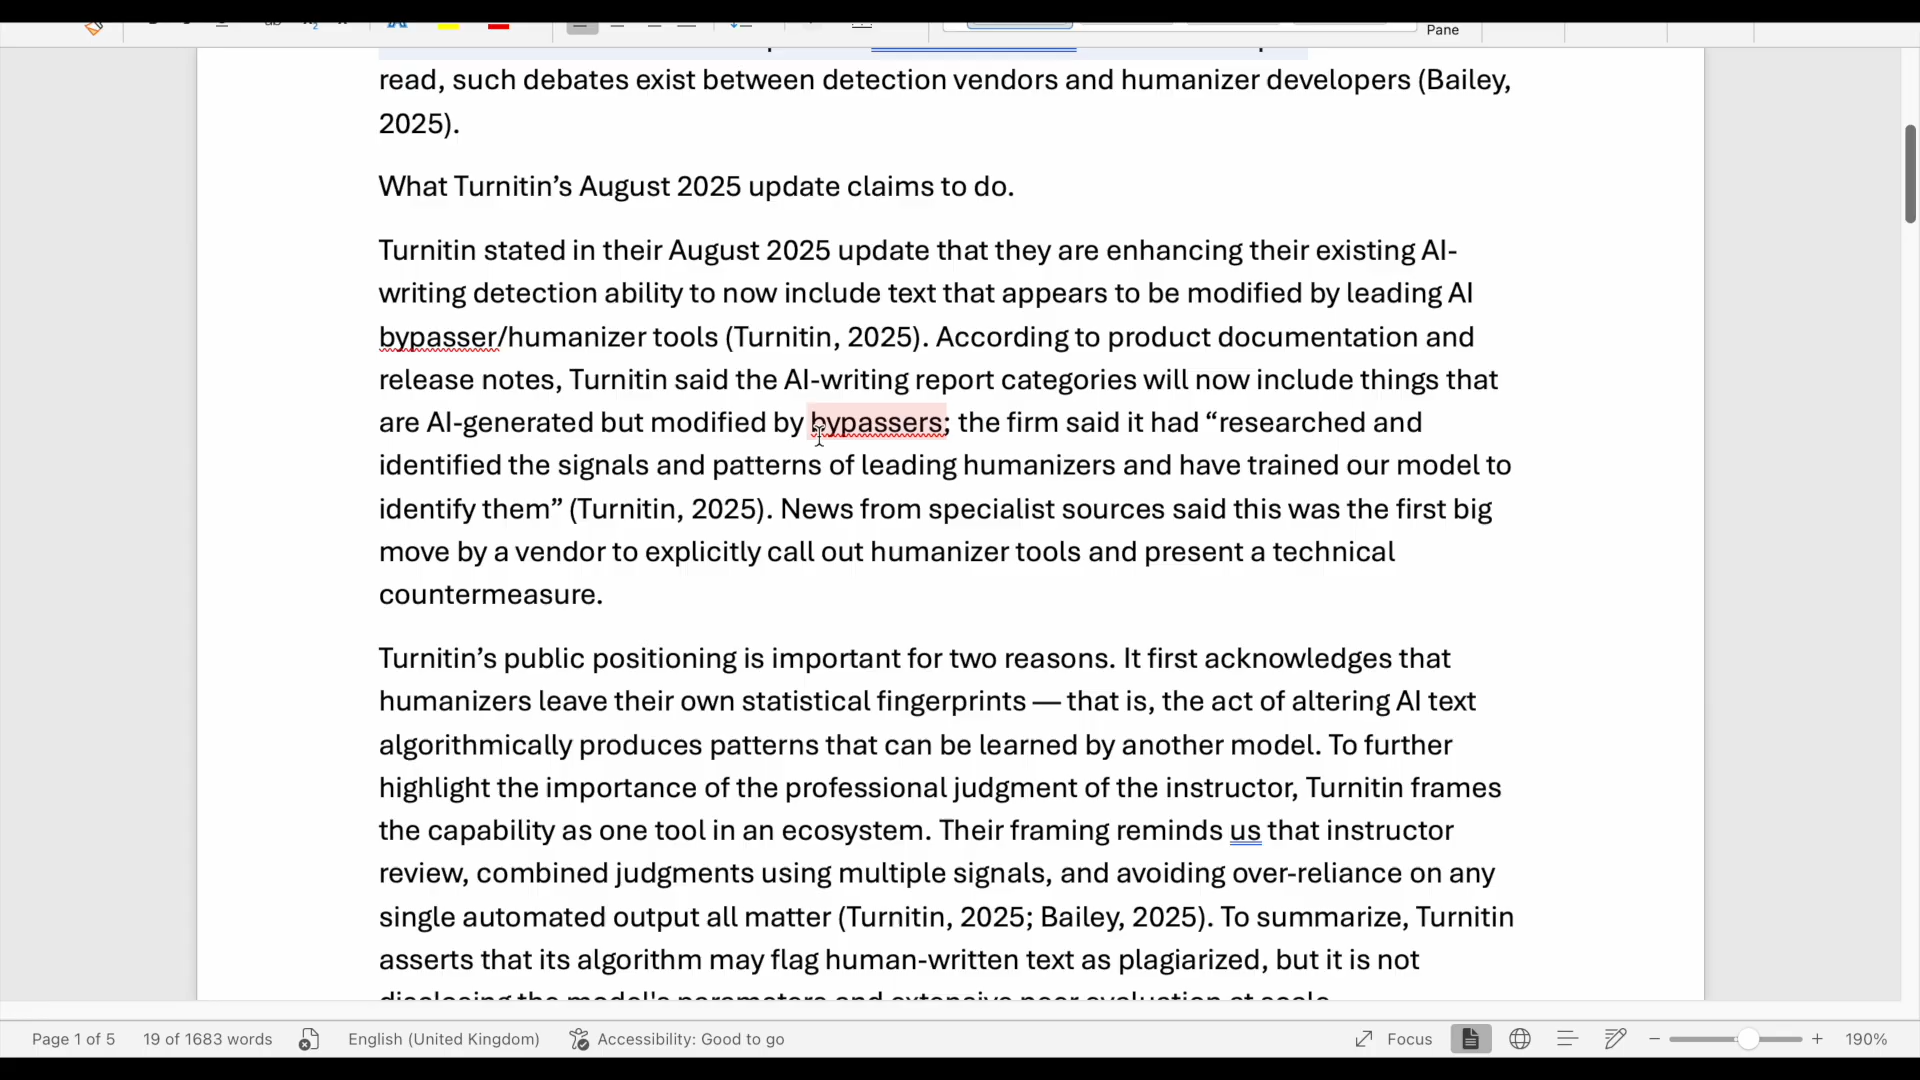 Pane
read, such debates exist between detection vendors and humanizer developers (Bailey,
2025).
What Turnitin’s August 2025 update claims to do.
Turnitin stated in their August 2025 update that they are enhancing their existing AI-
writing detection ability to now include text that appears to be modified by leading AI
bypasser/humanizer tools (Turnitin, 2025). According to product documentation and
release notes, Turnitin said the AI-writing report categories will now include things that
are AI-generated but modified by bypassers; the firm said it had “researched and
identified the signals and patterns of leading humanizers and have trained our model to
identify them” (Turnitin, 2025). News from specialist sources said this was the first big
move by a vendor to explicitly call out humanizer tools and present a technical
countermeasure.
Turnitin’s public positioning is important for two reasons. It first acknowledges that
humanizers leave their own statistical fingerprints — that is, the act of altering AI text
algorithmically produces patterns that can be learned by another model. To further
highlight the importance of the professional judgment of the instructor, Turnitin frames
the capability as one tool in an ecosystem. Their framing reminds us that instructor
review, combined judgments using multiple signals, and avoiding over-reliance on any
single automated output all matter (Turnitin, 2025; Bailey, 2025). To summarize, Turnitin
asserts that its algorithm may flag human-written text as plagiarized, but it is not
disclosing the model's parameters and extensive peer evaluation at scale.
Page 1 of 5 19 of 1683 words English (United Kingdom) Accessibility: Good to go Focus 190%